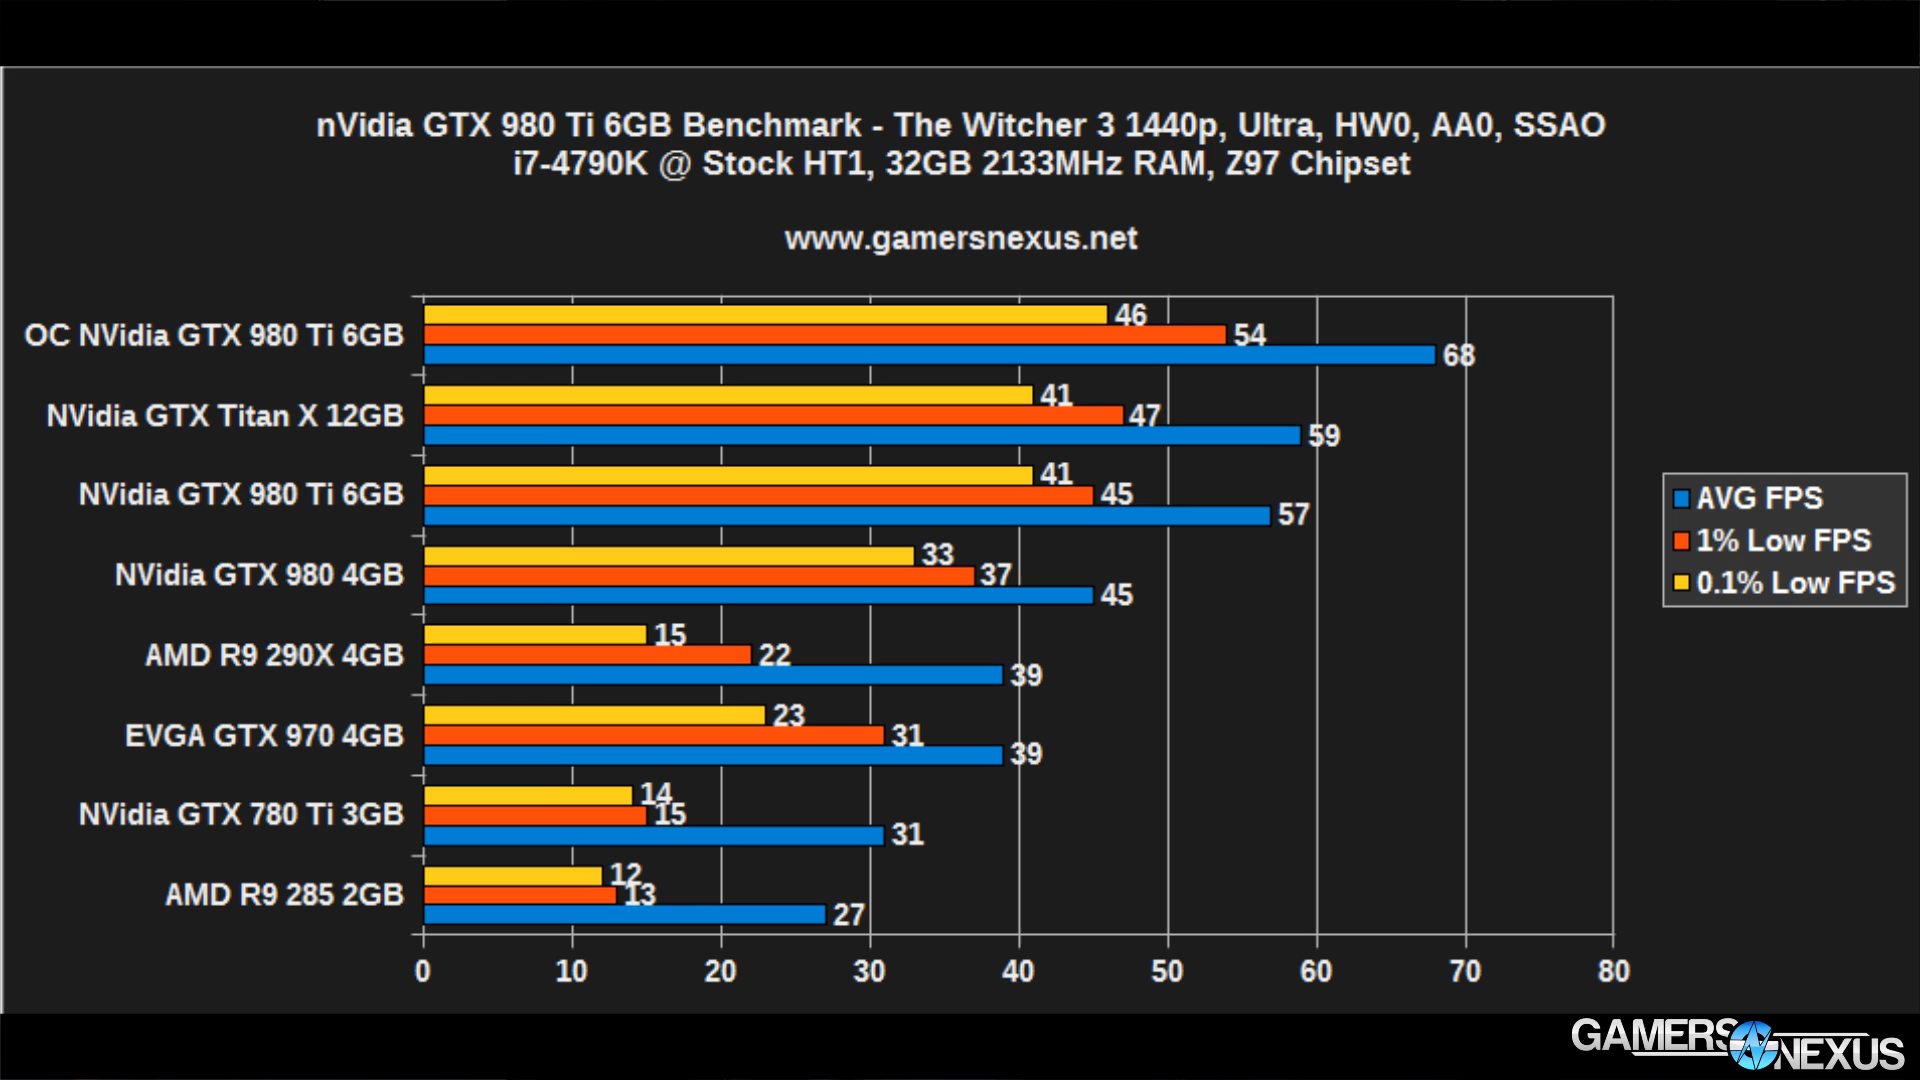 nVidia GTX 980 Ti 6GB Benchmark - The Witcher 3 1440p, Ultra, HW0, AA0, SSAO
i7-4790K @ Stock HT1, 32GB 2133MHz RAM, Z97 Chipset
www.gamersnexus.net
OC NVidia GTX 980 Ti 6GB
46
54
68
NVidia GTX Titan X 12GB
41
47
59
NVidia GTX 980 Ti 6GB
41
45
57
NVidia GTX 980 4GB
33
37
45
AMD R9 290X 4GB
15
22
39
EVGA GTX 970 4GB
23
31
39
NVidia GTX 780 Ti 3GB
14
15
31
AMD R9 285 2GB
12
13
27
0 10 20 30 40 50 60 70 80
AVG FPS
1% Low FPS
0.1% Low FPS
GAMERS
NEXUS